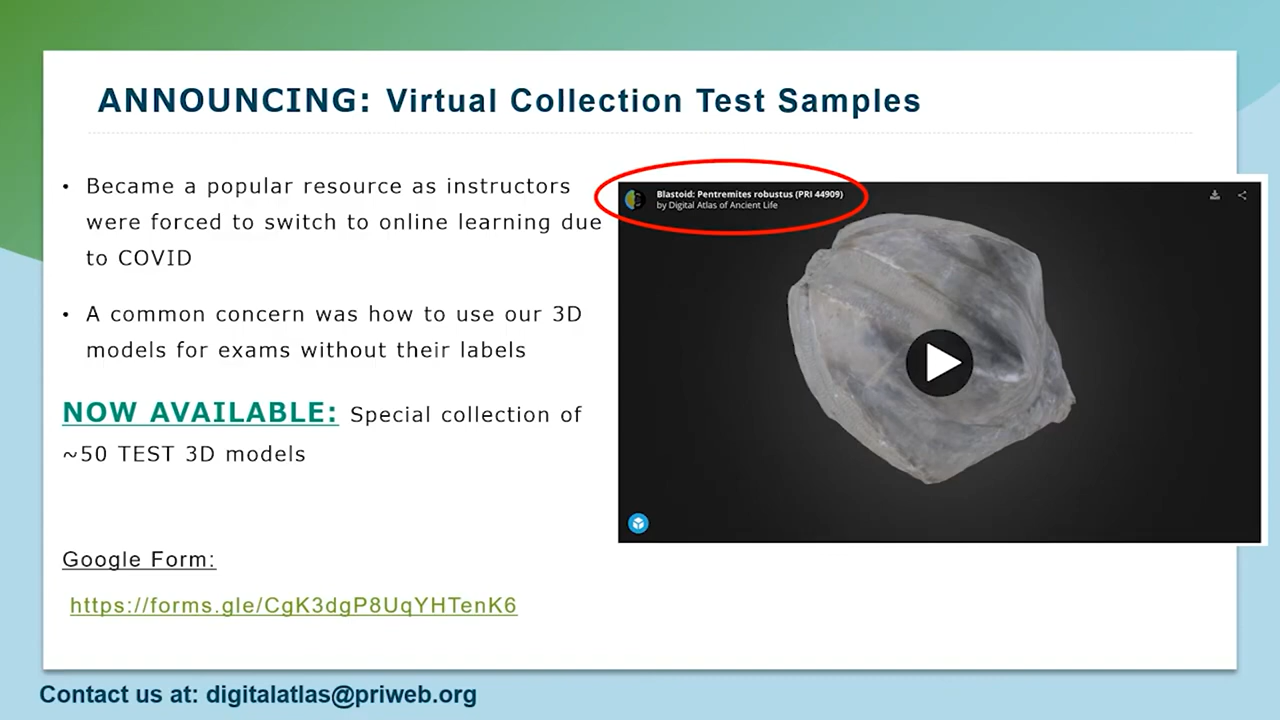 ANNOUNCING: Virtual Collection Test Samples
• Became a popular resource as instructors
were forced to switch to online learning due
to COVID
• A common concern was how to use our 3D
models for exams without their labels
NOW AVAILABLE: Special collection of
~50 TEST 3D models
Google Form:
https://forms.gle/CgK3dgP8UqYHTenK6
Blastoid: Pentremites robustus (PRI 44909)
by Digital Atlas of Ancient Life
Contact us at: digitalatlas@priweb.org